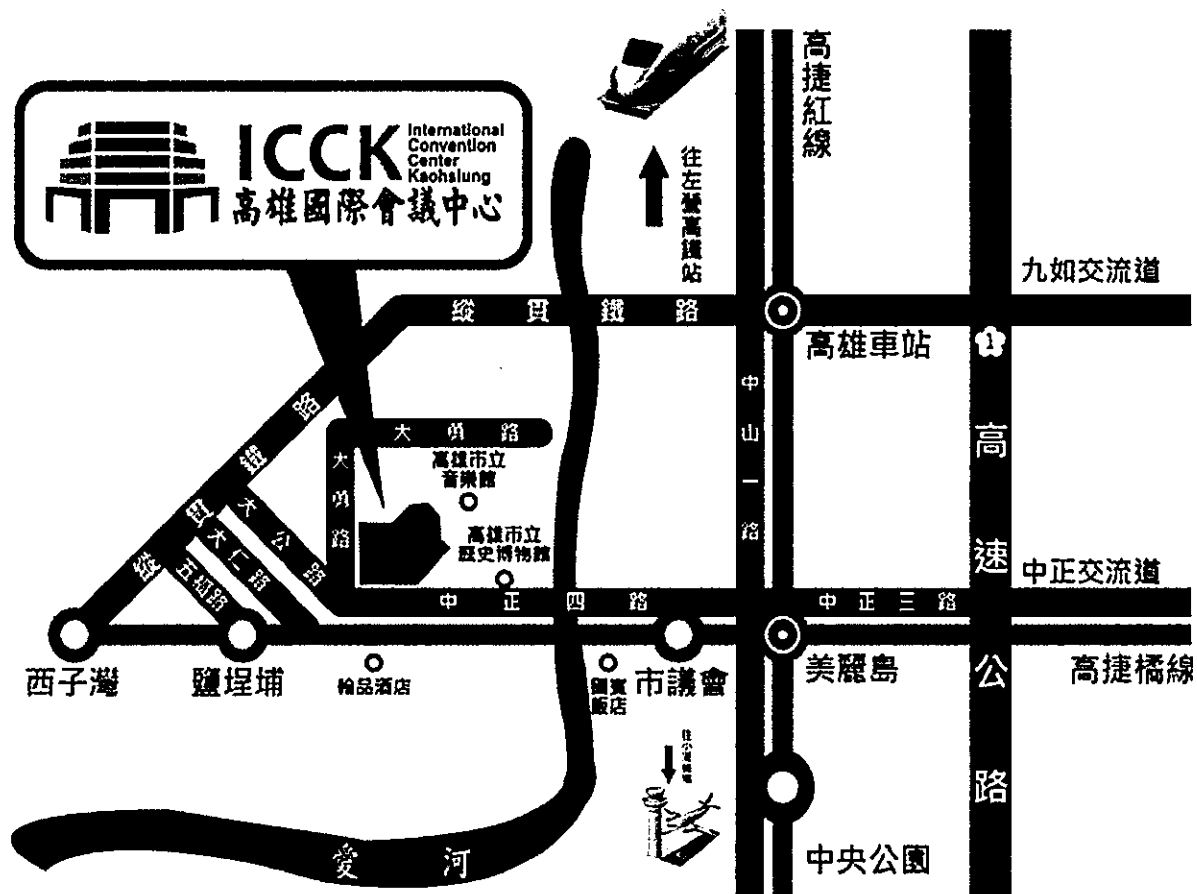 ICCK
International
Convention
Center
Kaohsiung
高雄國際會議中心
高捷紅線
往左營高鐵站
九如交流道
縱貫鐵路
高雄車站
1
中山一路
高速公路
縱貫鐵路
大勇路
大勇路
高雄市立
音樂館
高雄市立
歷史博物館
大公路
大仁路
五福路
中正四路
中正三路
中正交流道
西子灣
鹽埕埔
翰品酒店
國賓
飯店
市議會
美麗島
高捷橘線
愛河
中央公園